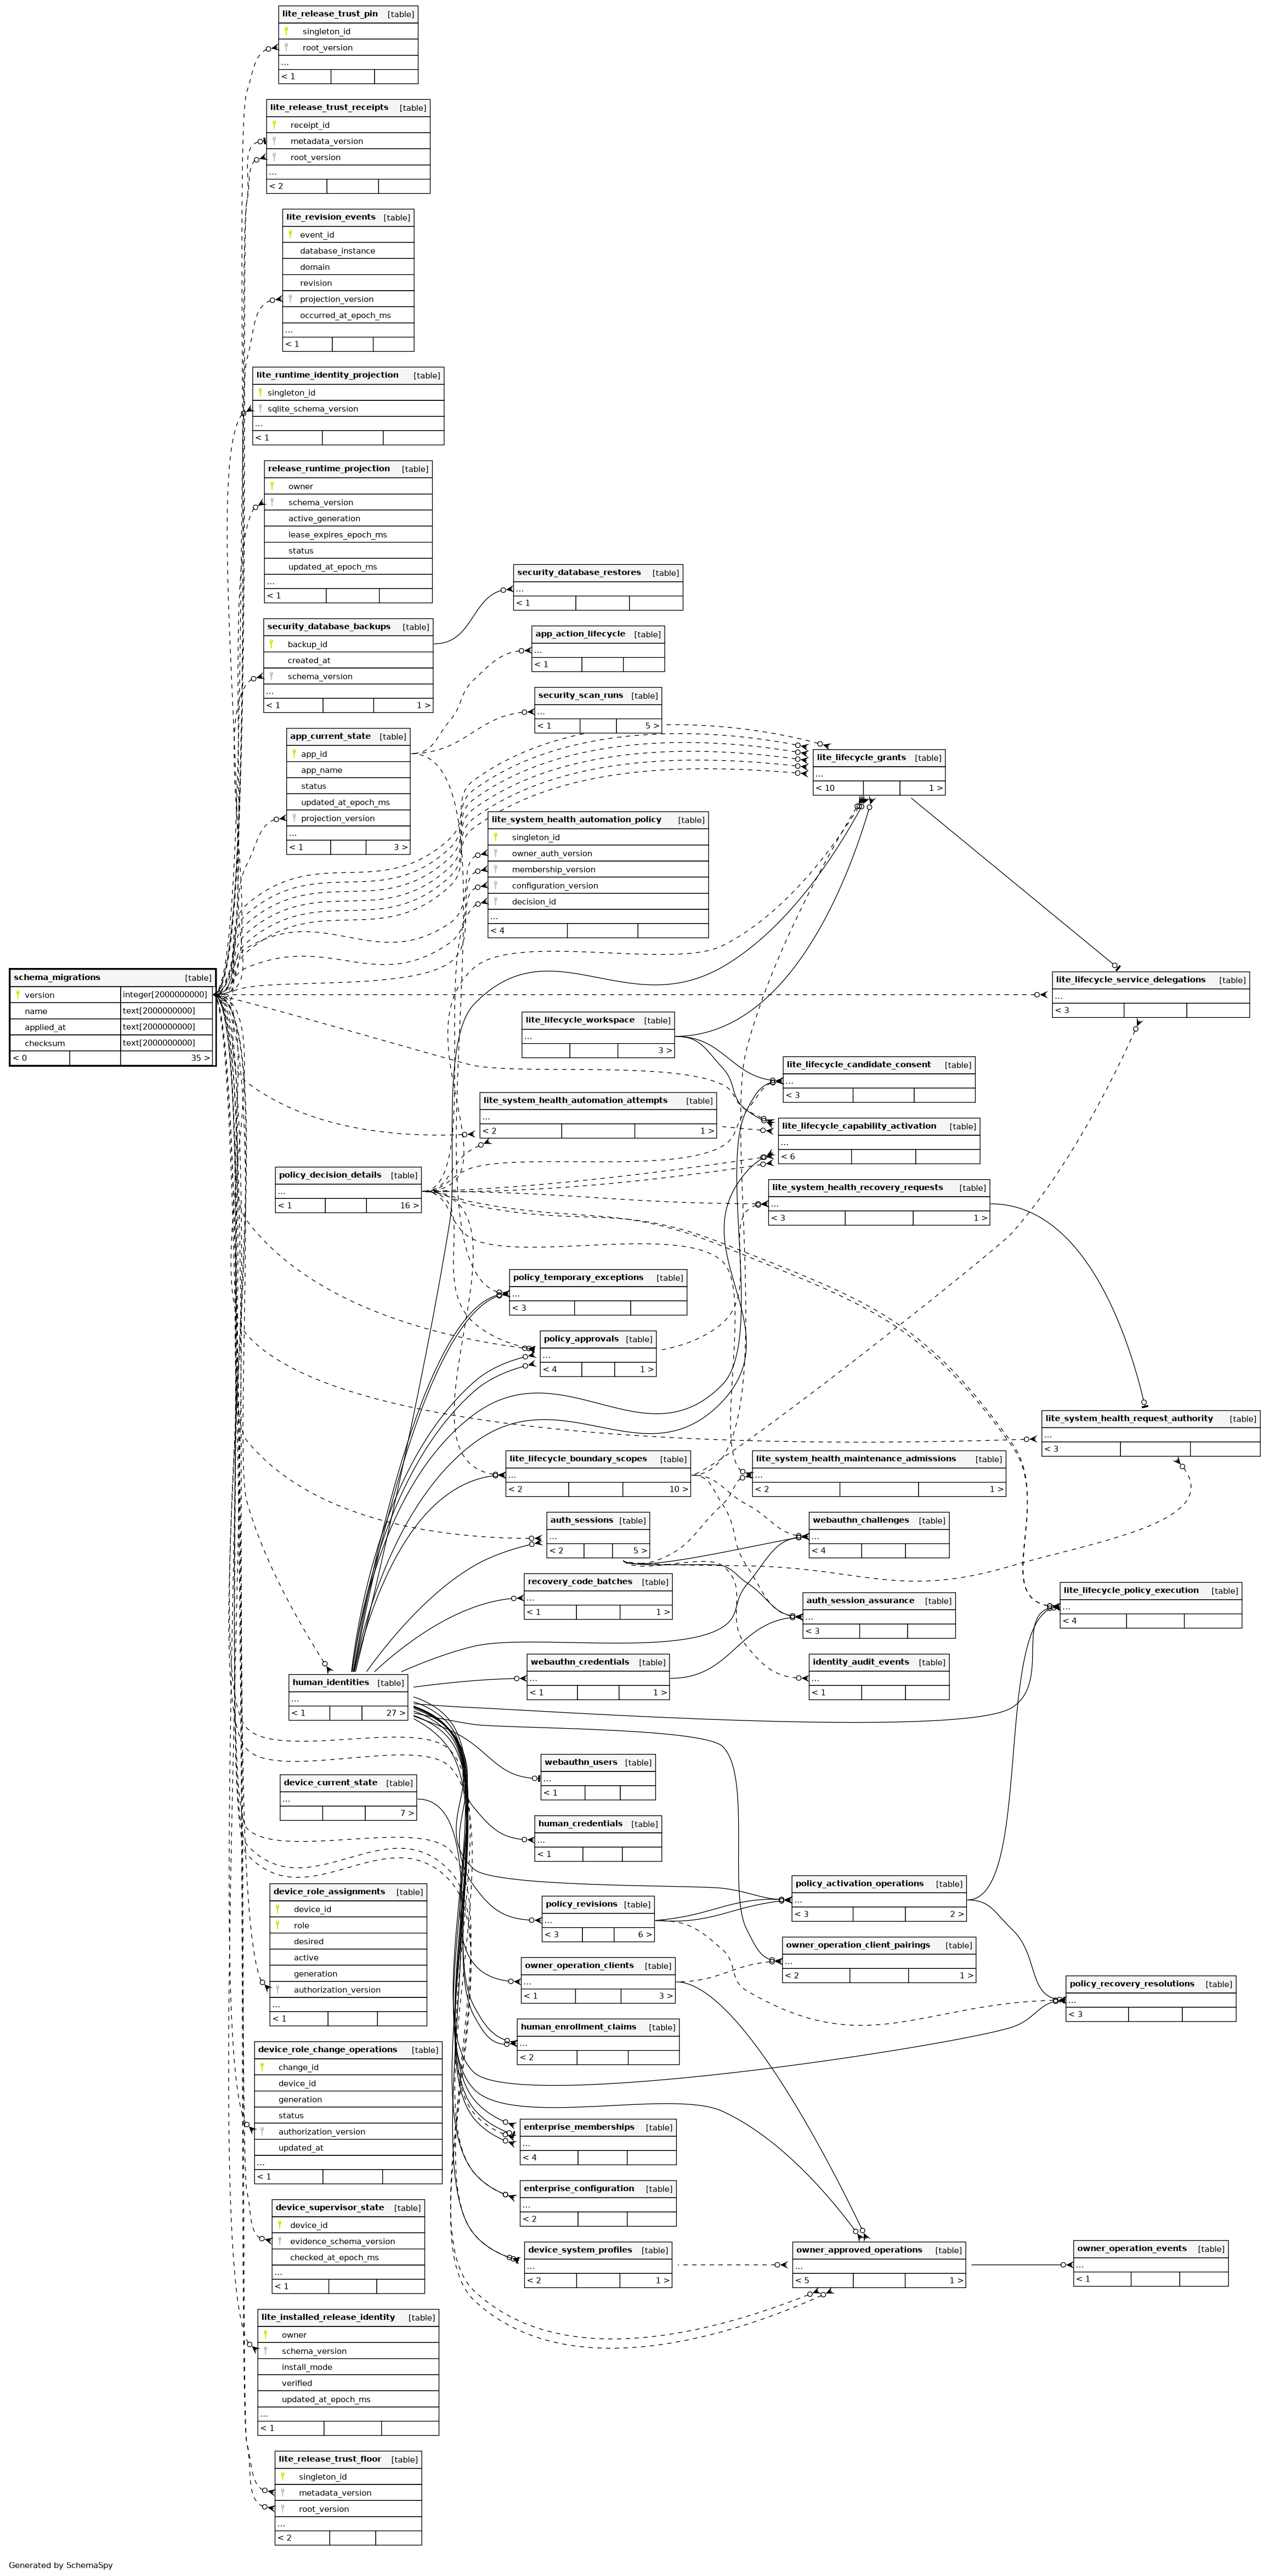 lite_release_trust_pin [table]
singleton_id
root_version
...
< 1
lite_release_trust_receipts [table]
receipt_id
metadata_version
root_version
...
< 2
lite_revision_events [table]
event_id
database_instance
domain
revision
projection_version
occurred_at_epoch_ms
...
< 1
lite_runtime_identity_projection [table]
singleton_id
sqlite_schema_version
...
< 1
release_runtime_projection [table]
owner
schema_version
active_generation
lease_expires_epoch_ms
status
updated_at_epoch_ms
...
< 1
security_database_restores [table]
...
< 1
security_database_backups [table]
backup_id
created_at
schema_version
...
< 1 1 >
app_action_lifecycle [table]
...
< 1
security_scan_runs [table]
...
< 1 5 >
app_current_state [table]
app_id
app_name
status
updated_at_epoch_ms
projection_version
...
< 1 3 >
lite_lifecycle_grants [table]
...
< 10 1 >
lite_system_health_automation_policy [table]
singleton_id
owner_auth_version
membership_version
configuration_version
decision_id
...
< 4
schema_migrations [table]
version integer[2000000000]
name text[2000000000]
applied_at text[2000000000]
checksum text[2000000000]
< 0 35 >
lite_lifecycle_service_delegations [table]
...
< 3
lite_lifecycle_workspace [table]
...
3 >
lite_lifecycle_candidate_consent [table]
...
< 3
lite_system_health_automation_attempts [table]
...
< 2 1 >
lite_lifecycle_capability_activation [table]
...
< 6
policy_decision_details [table]
...
< 1 16 >
lite_system_health_recovery_requests [table]
...
< 3 1 >
policy_temporary_exceptions [table]
...
< 3
policy_approvals [table]
...
< 4 1 >
lite_system_health_request_authority [table]
...
< 3
lite_lifecycle_boundary_scopes [table]
...
< 2 10 >
lite_system_health_maintenance_admissions [table]
...
< 2 1 >
auth_sessions [table]
...
< 2 5 >
webauthn_challenges [table]
...
< 4
recovery_code_batches [table]
...
< 1 1 >
auth_session_assurance [table]
...
< 3
lite_lifecycle_policy_execution [table]
...
< 4
webauthn_credentials [table]
...
< 1 1 >
identity_audit_events [table]
...
< 1
human_identities [table]
...
< 1 27 >
webauthn_users [table]
...
< 1
device_current_state [table]
...
7 >
human_credentials [table]
...
< 1
policy_activation_operations [table]
...
< 3 2 >
device_role_assignments [table]
device_id
role
desired
active
generation
authorization_version
...
< 1
policy_revisions [table]
...
< 3 6 >
owner_operation_client_pairings [table]
...
< 2 1 >
owner_operation_clients [table]
...
< 1 3 >
policy_recovery_resolutions [table]
...
< 3
human_enrollment_claims [table]
...
< 2
device_role_change_operations [table]
change_id
device_id
generation
status
authorization_version
updated_at
...
< 1
enterprise_memberships [table]
...
< 4
enterprise_configuration [table]
...
< 2
device_supervisor_state [table]
device_id
evidence_schema_version
checked_at_epoch_ms
...
< 1
device_system_profiles [table]
...
< 2 1 >
owner_approved_operations [table]
...
< 5 1 >
owner_operation_events [table]
...
< 1
lite_installed_release_identity [table]
owner
schema_version
install_mode
verified
updated_at_epoch_ms
...
< 1
lite_release_trust_floor [table]
singleton_id
metadata_version
root_version
...
< 2
Generated by SchemaSpy